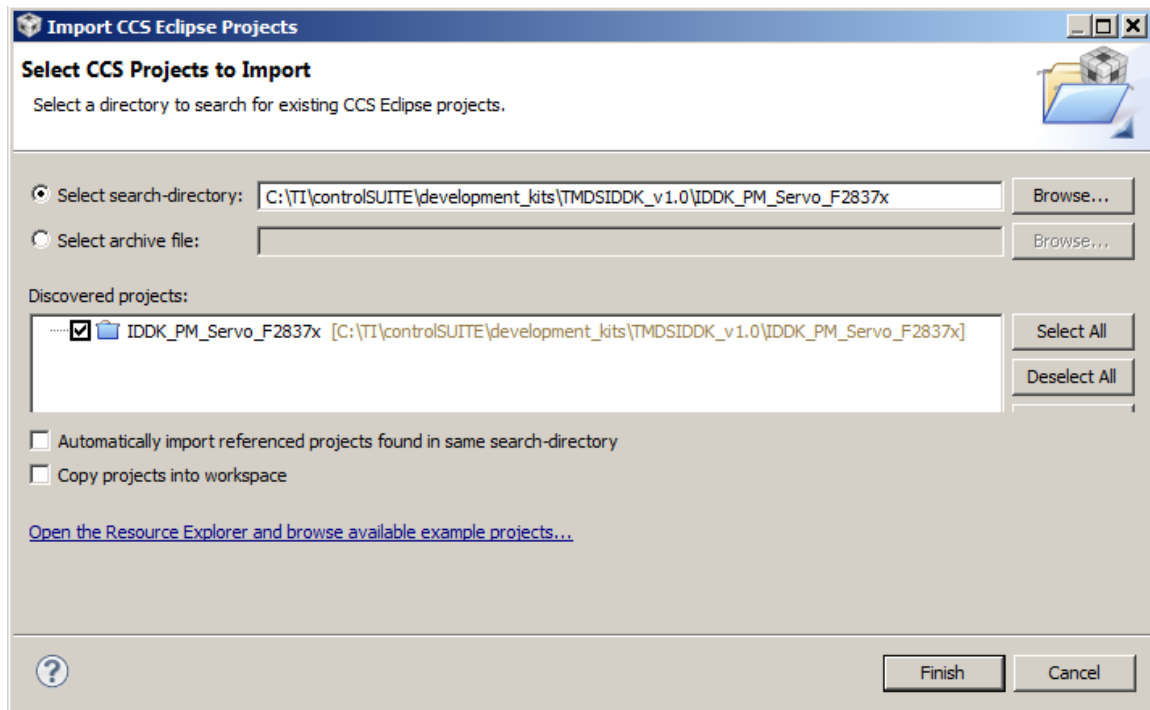 Import CCS Eclipse Projects
Select CCS Projects to Import
Select a directory to search for existing CCS Eclipse projects.
Select search-directory: C:\TI\controlSUITE\development_kits\TMDSIDDK_v1.0\IDDK_PM_Servo_F2837x Browse...
Select archive file: Browse...
Discovered projects:
IDDK_PM_Servo_F2837x [C:\TI\controlSUITE\development_kits\TMDSIDDK_v1.0\IDDK_PM_Servo_F2837x] Select All
Deselect All
Automatically import referenced projects found in same search-directory
Copy projects into workspace
Open the Resource Explorer and browse available example projects...
? Finish Cancel